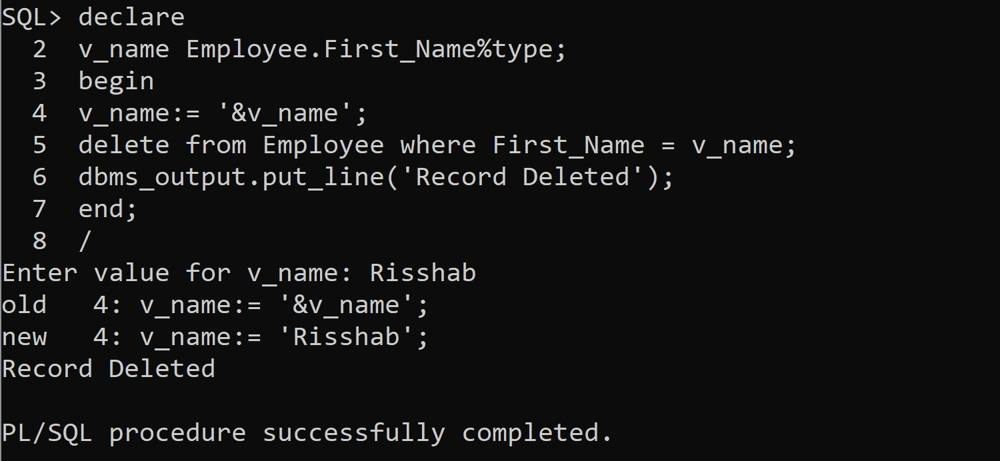 SQL> declare
  2  v_name Employee.First_Name%type;
  3  begin
  4  v_name:= '&v_name';
  5  delete from Employee where First_Name = v_name;
  6  dbms_output.put_line('Record Deleted');
  7  end;
  8  /
Enter value for v_name: Risshab
old   4: v_name:= '&v_name';
new   4: v_name:= 'Risshab';
Record Deleted

PL/SQL procedure successfully completed.